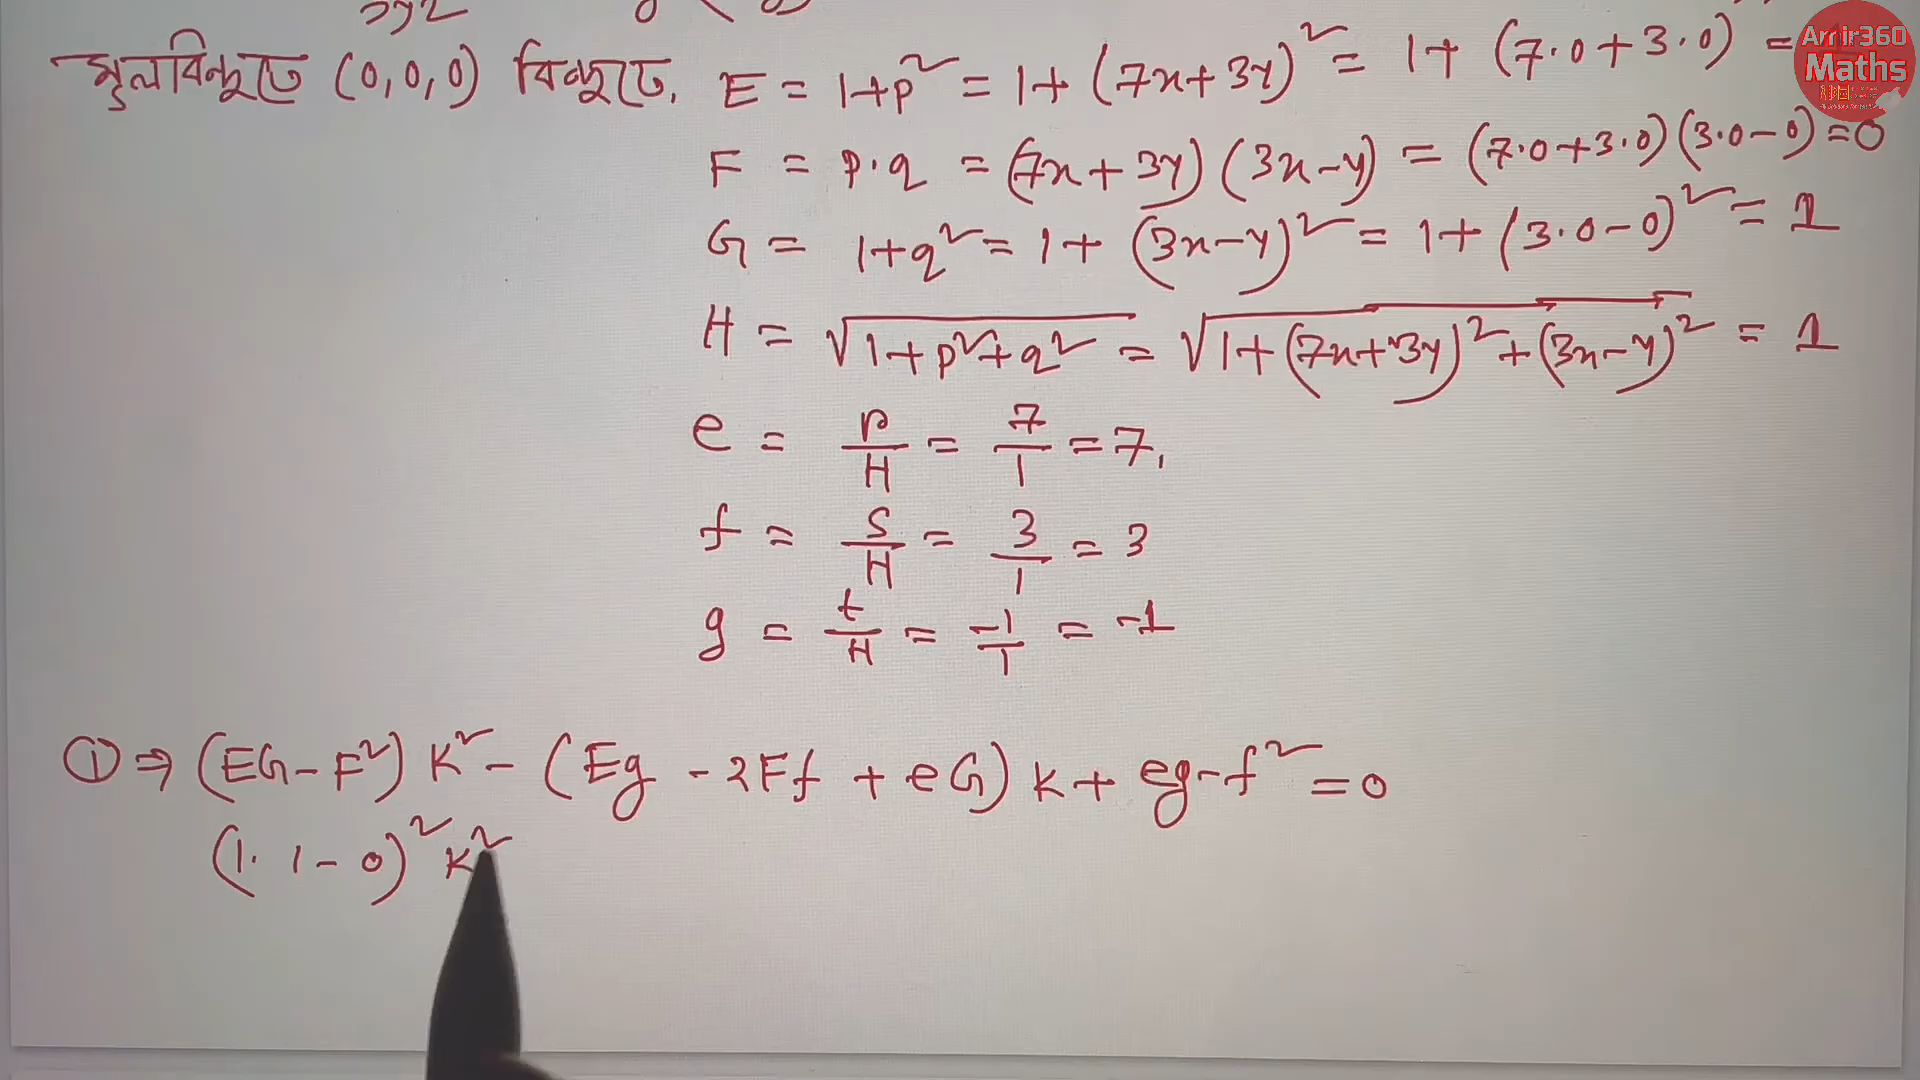 মূলবিন্দুতে (0,0,0) বিন্দুতে, E = 1+p² = 1+(7x+3y)² = 1+(7·0+3·0) =
F = p·q = (7x+3y)(3x-y) = (7·0+3·0)(3·0-0)=0
G = 1+q² = 1+(3x-y)² = 1+(3·0-0)² = 1
H = √1+p²+q² = √1+(7x+3y)²+(3x-y)² = 1
e = r/H = 7/1 = 7,
f = s/H = 3/1 = 3
g = t/H = -1/1 = -1
① ⇒ (EG-F²) K² - (Eg - 2Ff + eG) K + eg-f² = 0
(1·1-0)² K²
Amir360
Maths